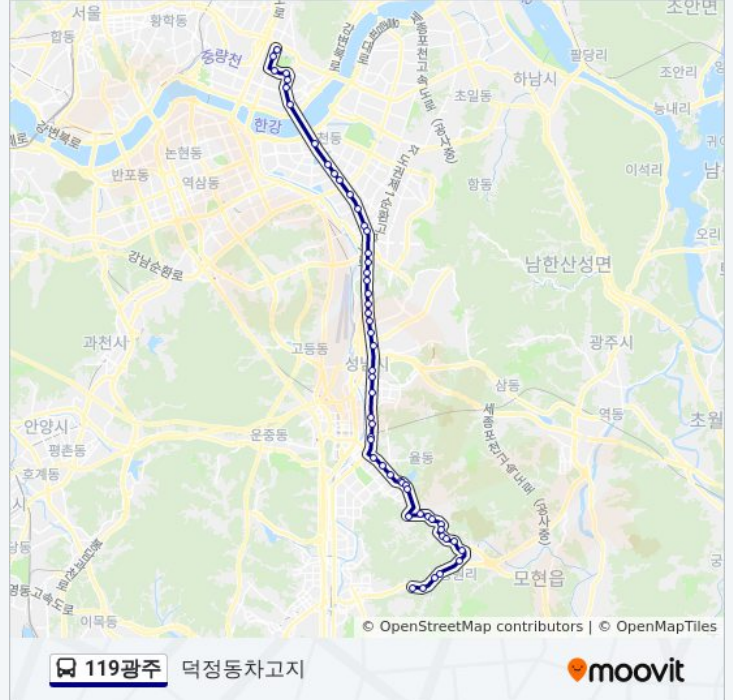 서울
황학동
조안면
합동
팔당리
중랑천
하남시
조안리
초일동
능내리
강변북로
한강
논현동
반포동
역삼동
함동
이석리
오리
강남순환로
남한산성면
과천시
고등동
성남시
광주시
삼동
안양시
역동
초월
운중동
평촌동
율동
호계동
모현읍
이목동
© OpenStreetMap contributors | © OpenMapTiles
119광주 덕정동차고지
moovit